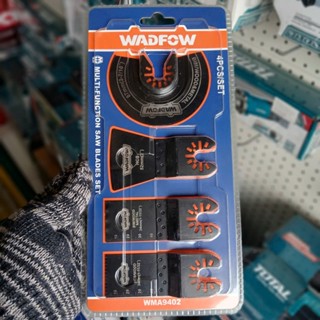 WADFOW
4PCS/SET
MULTI-FUNCTION SAW BLADES SET
WADFOW
WMA9402
TOTAL